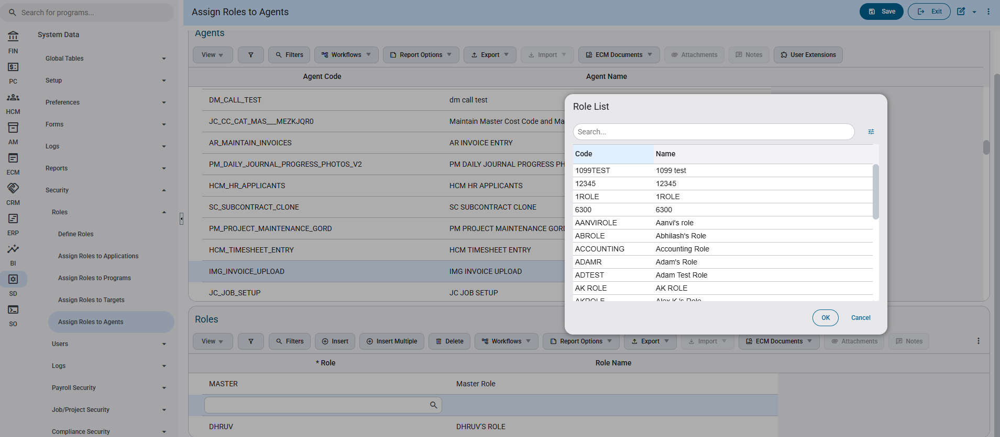 Search for programs...
Assign Roles to Agents
Save
Exit
FIN
PC
HCM
AM
ECM
CRM
ERP
BI
SD
SO
System Data
Global Tables
Setup
Preferences
Forms
Logs
Reports
Security
Roles
Define Roles
Assign Roles to Applications
Assign Roles to Programs
Assign Roles to Targets
Assign Roles to Agents
Users
Logs
Payroll Security
Job/Project Security
Compliance Security
Agents
View Filters Workflows Report Options Export Import ECM Documents Attachments Notes User Extensions
Agent Code Agent Name
DM_CALL_TEST dm call test
JC_CC_CAT_MAS___MEZKJQR0 Maintain Master Cost Code and Ma
AR_MAINTAIN_INVOICES AR INVOICE ENTRY
PM_DAILY_JOURNAL_PROGRESS_PHOTOS_V2 PM DAILY JOURNAL PROGRESS PH
HCM_HR_APPLICANTS HCM HR APPLICANTS
SC_SUBCONTRACT_CLONE SC SUBCONTRACT CLONE
PM_PROJECT_MAINTENANCE_GORD PM PROJECT MAINTENANCE GORD
HCM_TIMESHEET_ENTRY HCM TIMESHEET ENTRY
IMG_INVOICE_UPLOAD IMG INVOICE UPLOAD
JC_JOB_SETUP JC JOB SETUP
Role List
Search...
Code Name
1099TEST 1099 test
12345 12345
1ROLE 1ROLE
6300 6300
AANVIROLE Aanvi's role
ABROLE Abhilash's Role
ACCOUNTING Accounting Role
ADAMR Adam's Role
ADTEST Adam Test Role
AK ROLE AK ROLE
AKROLE Alex K.'s Role
OK Cancel
Roles
View Filters Insert Insert Multiple Delete Workflows Report Options Export Import ECM Documents Attachments Notes
* Role Role Name
MASTER Master Role
DHRUV DHRUV'S ROLE